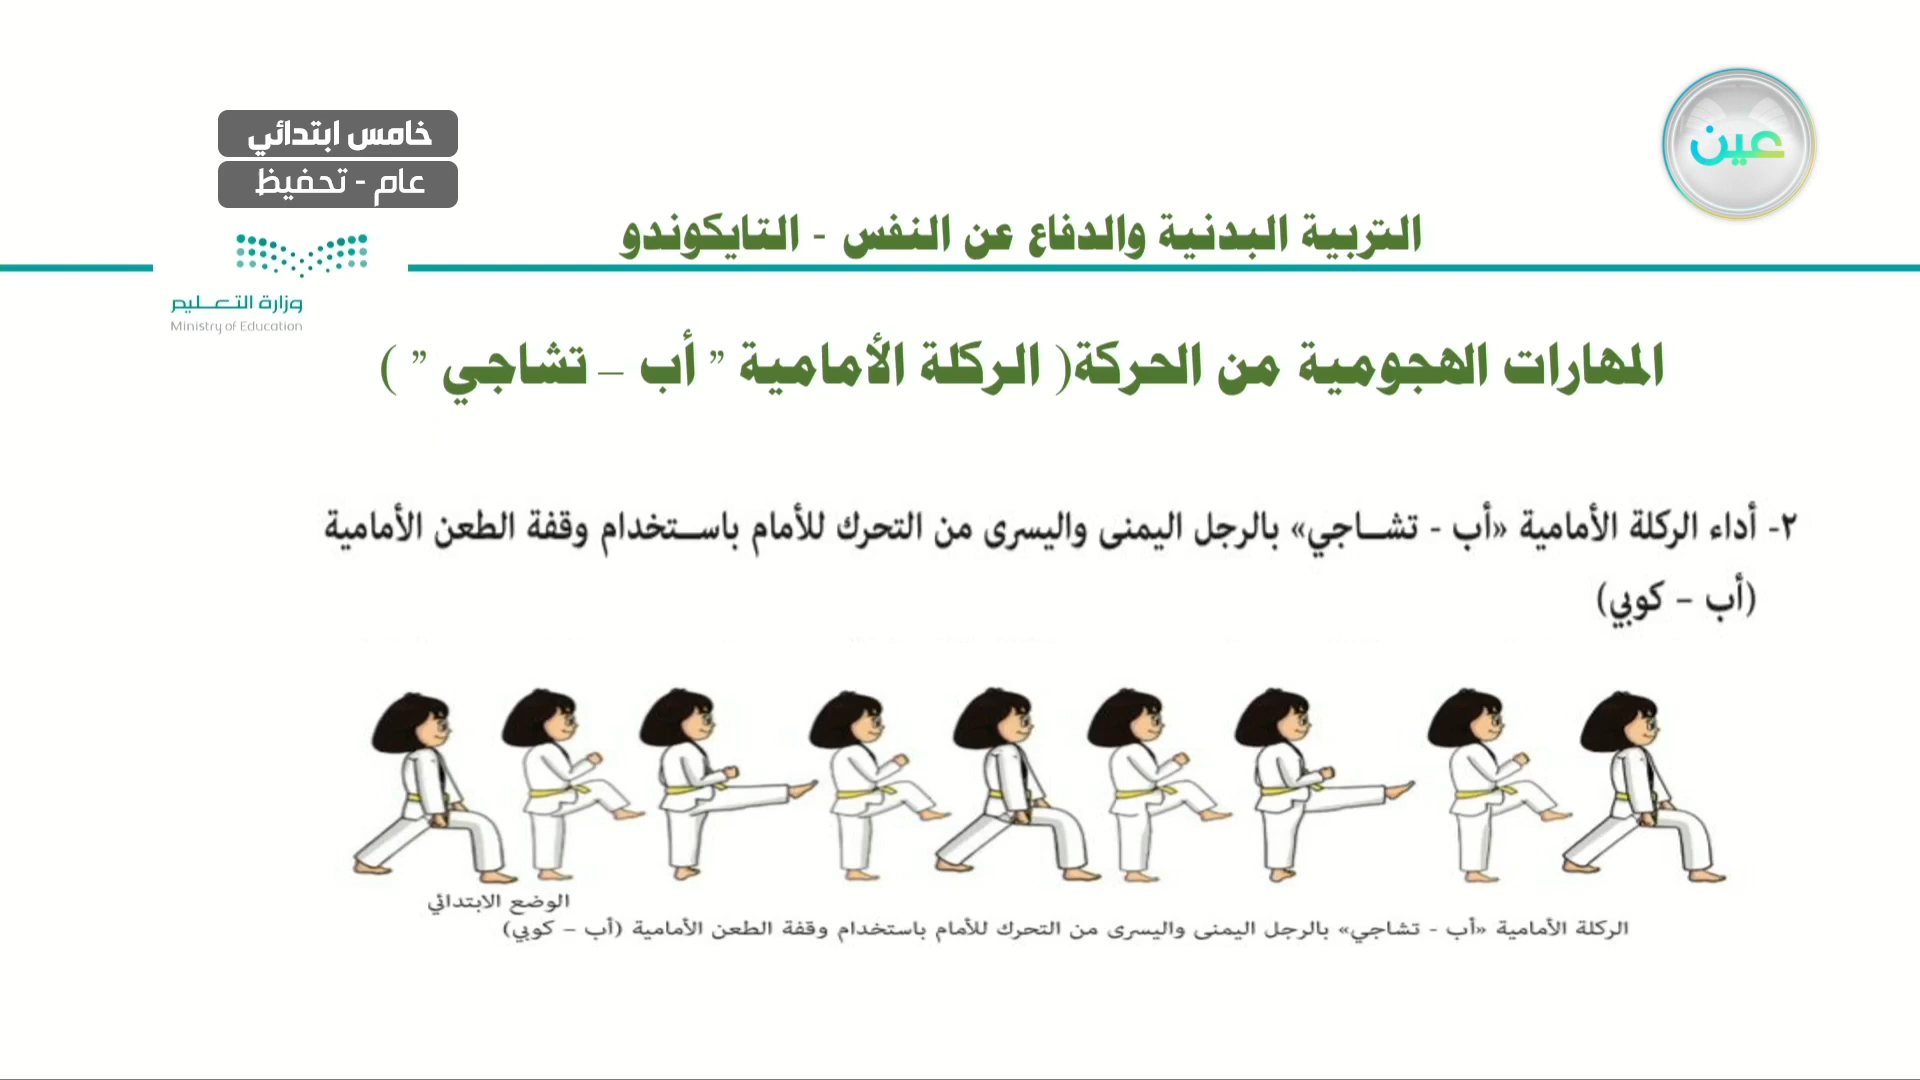 عين
خامس ابتدائي
عام - تحفيظ
وزارة التعليم
Ministry of Education
التربية البدنية والدفاع عن النفس - التايكوندو
المهارات الهجومية من الحركة( الركلة الأمامية ” أب – تشاجي ” )
٢- أداء الركلة الأمامية «أب - تشاجي» بالرجل اليمنى واليسرى من التحرك للأمام باستخدام وقفة الطعن الأمامية
(أب – كوبي)
الوضع الابتدائي
الركلة الأمامية «أب - تشاجي» بالرجل اليمنى واليسرى من التحرك للأمام باستخدام وقفة الطعن الأمامية (أب – كوبي)